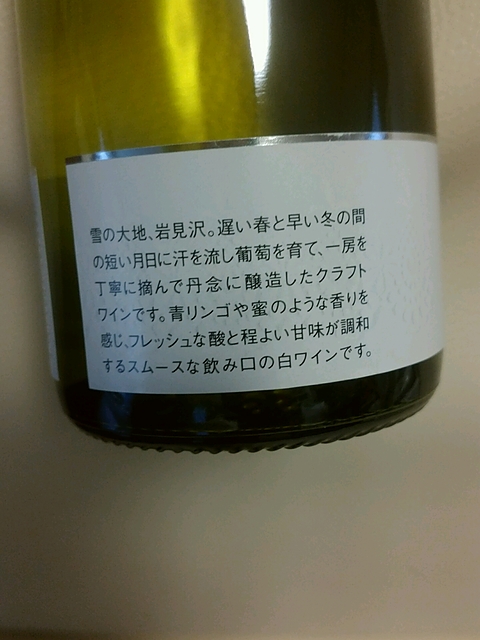 雪の大地、岩見沢。遅い春と早い冬の間
の短い月日に汗を流し葡萄を育て、一房を
丁寧に摘んで丹念に醸造したクラフト
ワインです。青リンゴや蜜のような香りを
感じ、フレッシュな酸と程よい甘味が調和
するスムースな飲み口の白ワインです。